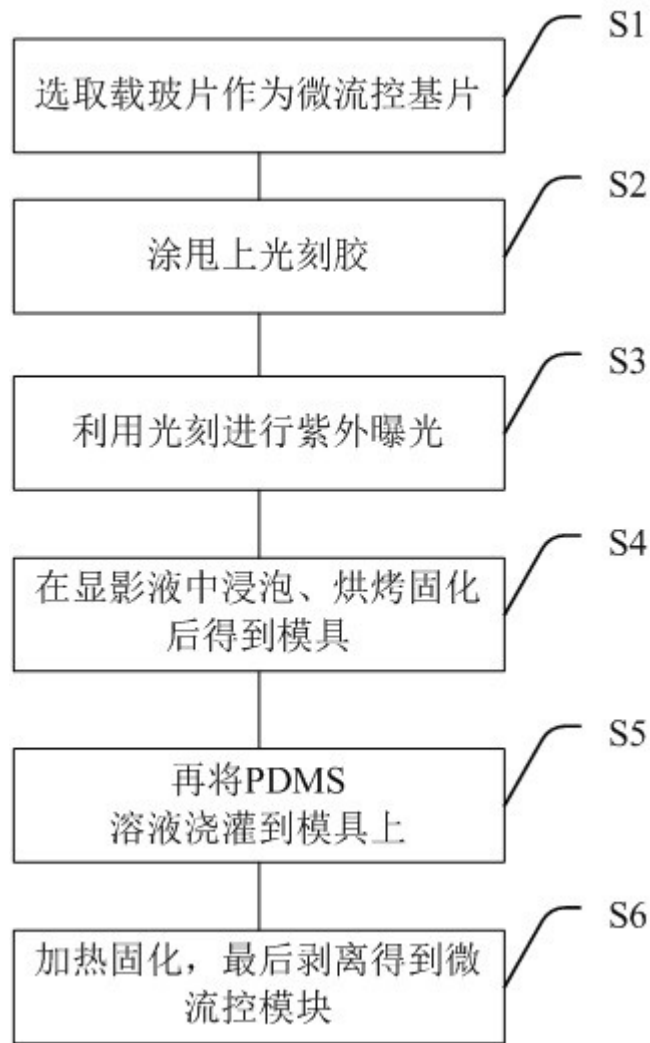 S1
选取载玻片作为微流控基片
S2
涂甩上光刻胶
S3
利用光刻进行紫外曝光
S4
在显影液中浸泡、烘烤固化
后得到模具
S5
再将PDMS
溶液浇灌到模具上
S6
加热固化，最后剥离得到微
流控模块